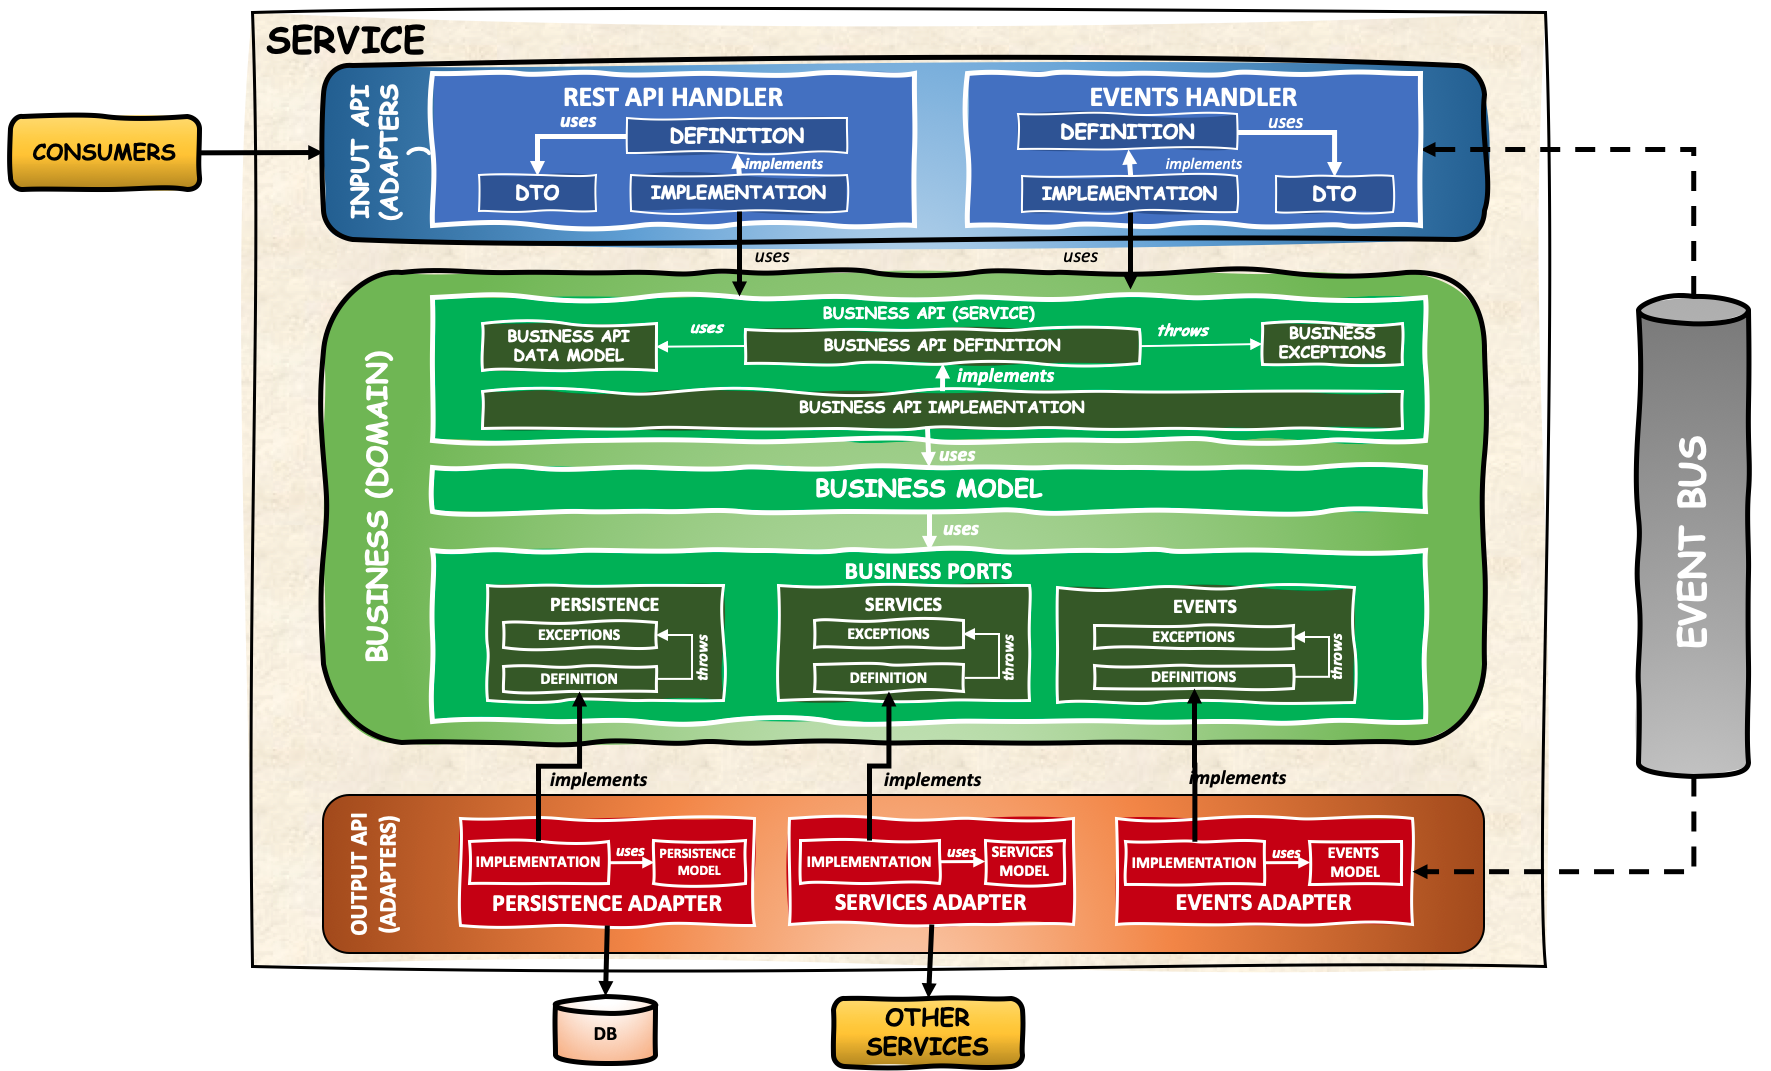 SERVICE
CONSUMERS
INPUT API
(ADAPTERS
)
REST API HANDLER
uses
DEFINITION
implements
DTO
IMPLEMENTATION
EVENTS HANDLER
DEFINITION
uses
implements
IMPLEMENTATION
DTO
uses
uses
BUSINESS (DOMAIN)
BUSINESS API (SERVICE)
BUSINESS API
DATA MODEL
uses
BUSINESS API DEFINITION
throws
BUSINESS
EXCEPTIONS
implements
BUSINESS API IMPLEMENTATION
uses
BUSINESS MODEL
uses
BUSINESS PORTS
PERSISTENCE
EXCEPTIONS
DEFINITION
throws
SERVICES
EXCEPTIONS
DEFINITION
throws
EVENTS
EXCEPTIONS
DEFINITIONS
throws
EVENT BUS
implements
implements
implements
OUTPUT API
(ADAPTERS)
IMPLEMENTATION
uses
PERSISTENCE
MODEL
PERSISTENCE ADAPTER
IMPLEMENTATION
uses
SERVICES
MODEL
SERVICES ADAPTER
IMPLEMENTATION
uses
EVENTS
MODEL
EVENTS ADAPTER
DB
OTHER
SERVICES